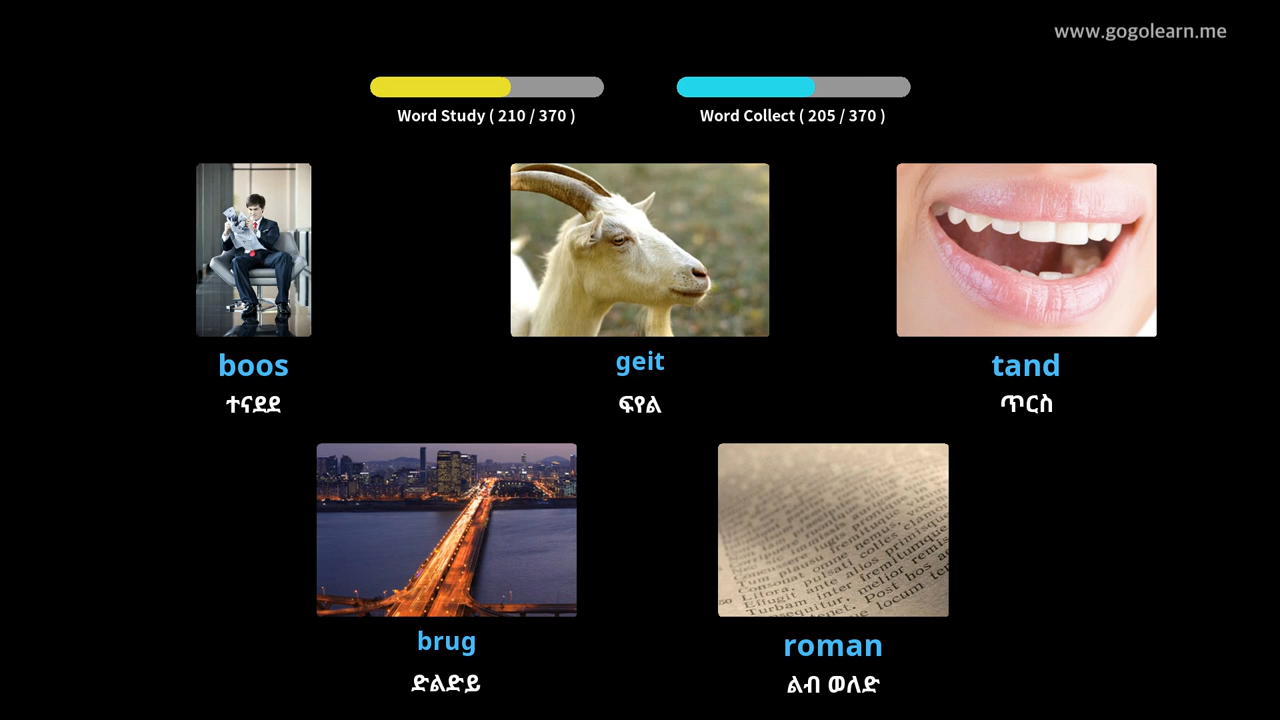 www.gogolearn.me
Word Study ( 210 / 370 )
Word Collect ( 205 / 370 )
boos
ተናደደ
geit
ፍየል
tand
ጥርስ
brug
ድልድይ
roman
ልብ ወለድ